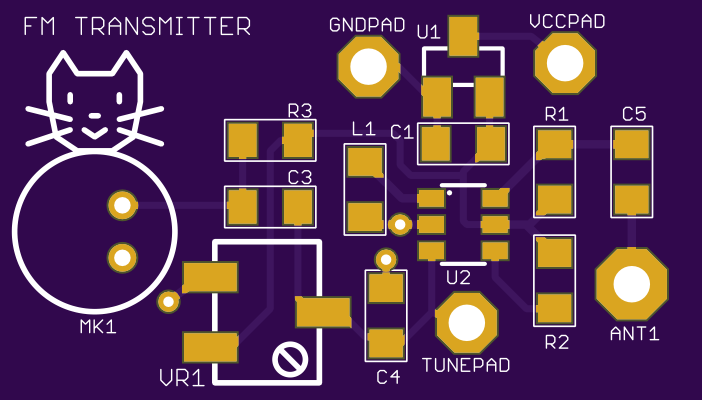 FM TRANSMITTER
GNDPAD
U1
VCCPAD
R3
L1
C1
R1
C5
C3
U2
MK1
VR1
C4
TUNEPAD
R2
ANT1